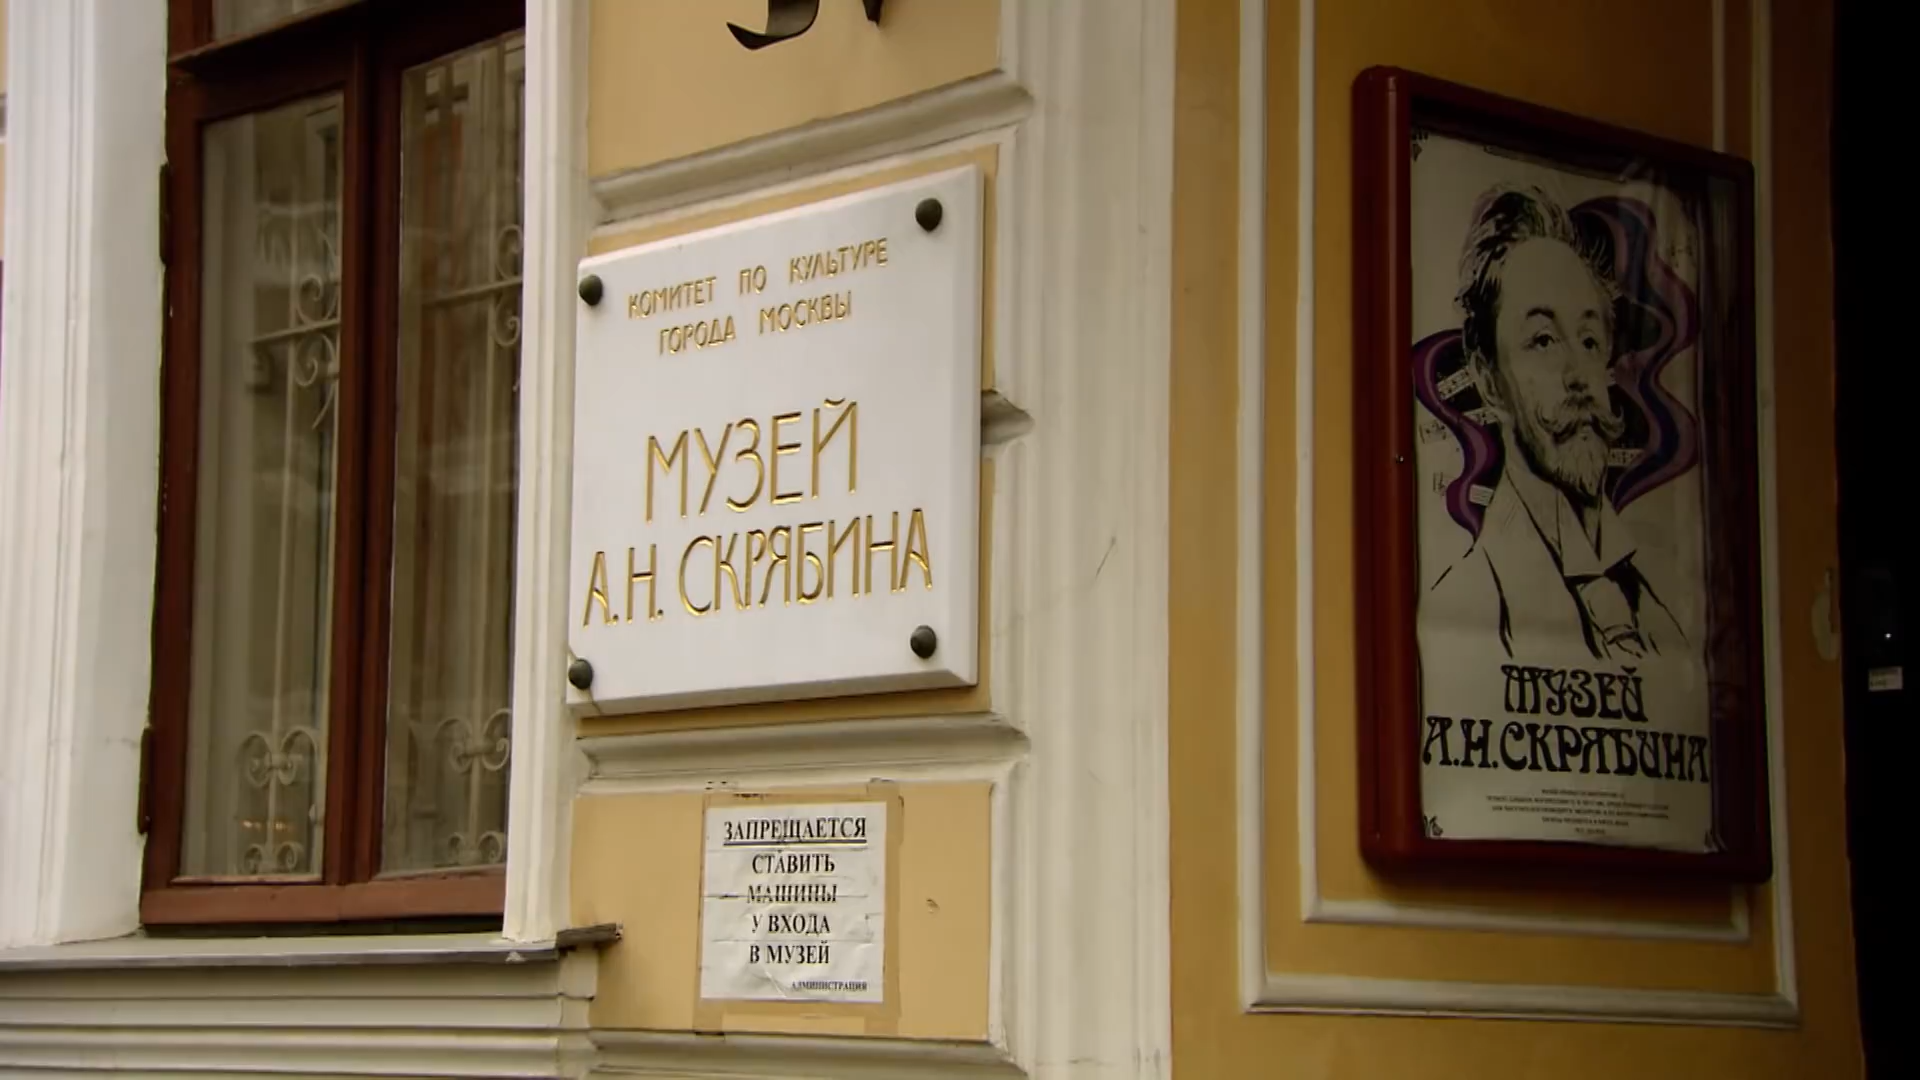 КОМИТЕТ ПО КУЛЬТУРЕ
ГОРОДА МОСКВЫ
МУЗЕЙ
А.Н. СКРЯБИНА
ЗАПРЕЩАЕТСЯ
СТАВИТЬ
МАШИНЫ
У ВХОДА
В МУЗЕЙ
АДМИНИСТРАЦИЯ
МУЗЕЙ
А.Н.СКРЯБИНА